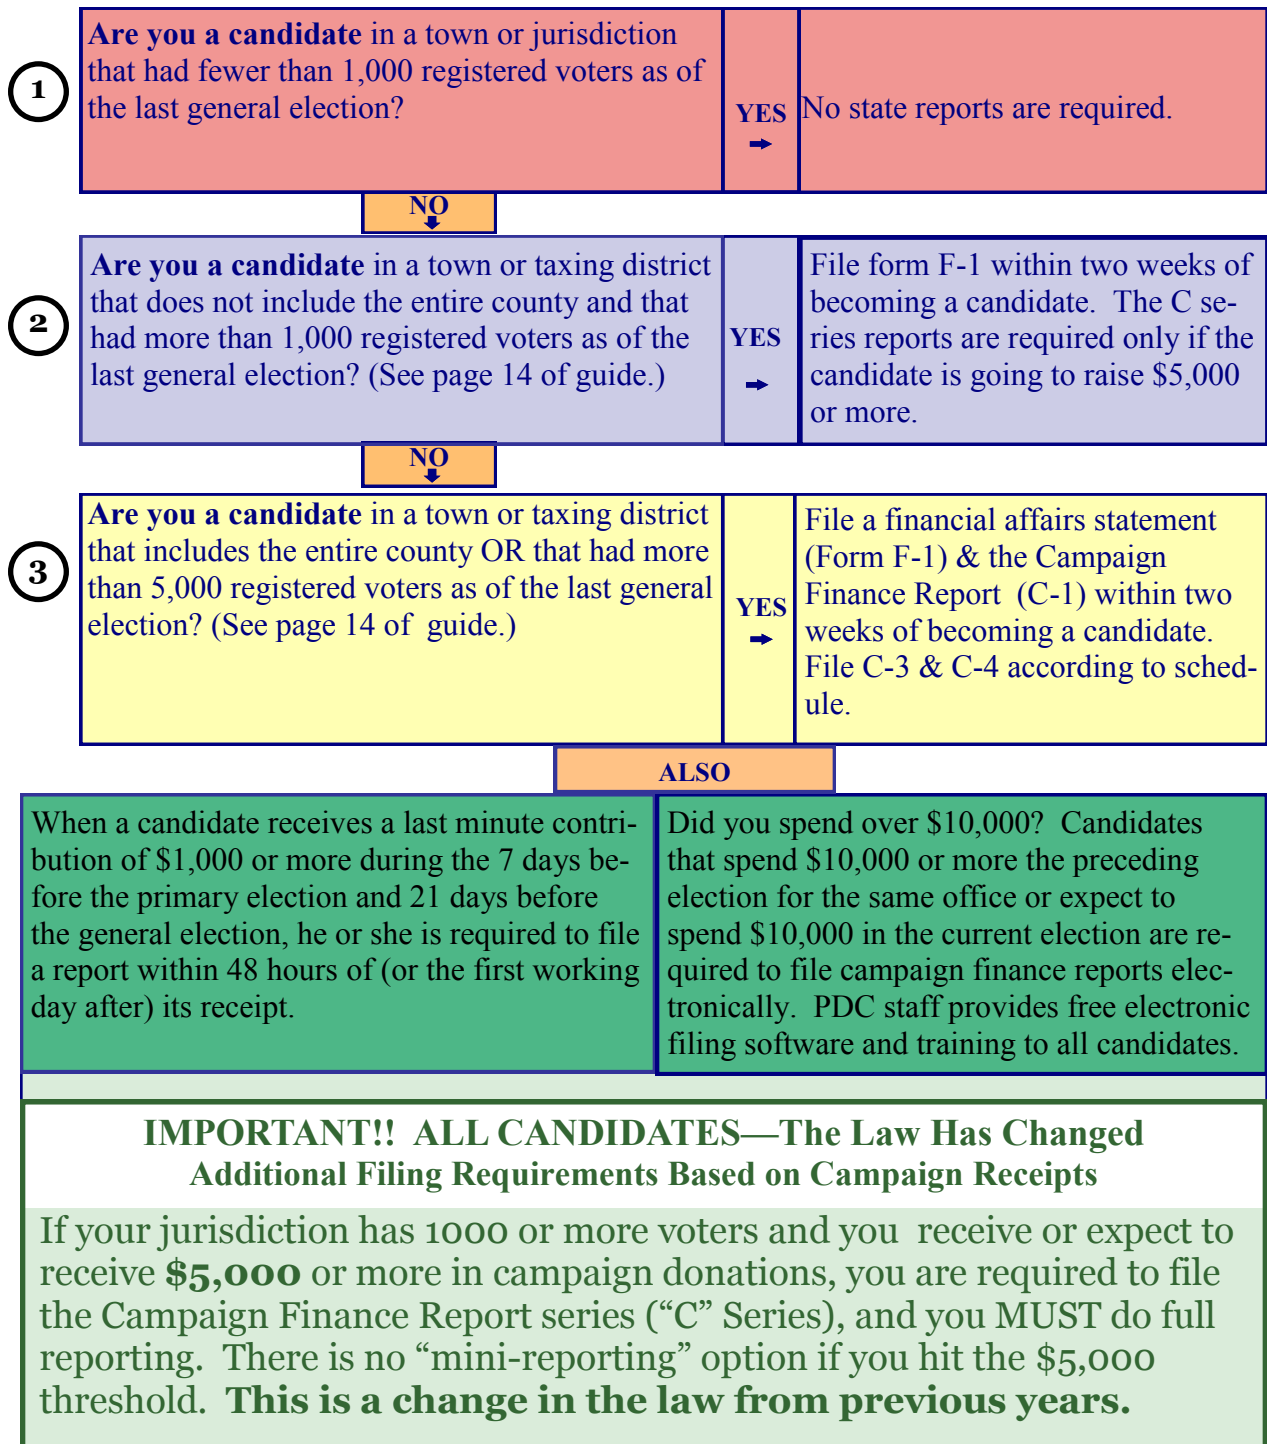 1
Are you a candidate in a town or jurisdiction
that had fewer than 1,000 registered voters as of
the last general election?
YES
No state reports are required.
NO
2
Are you a candidate in a town or taxing district
that does not include the entire county and that
had more than 1,000 registered voters as of the
last general election? (See page 14 of guide.)
YES
File form F-1 within two weeks of
becoming a candidate.  The C se-
ries reports are required only if the
candidate is going to raise $5,000
or more.
NO
3
Are you a candidate in a town or taxing district
that includes the entire county OR that had more
than 5,000 registered voters as of the last general
election? (See page 14 of  guide.)
YES
File a financial affairs statement
(Form F-1) & the Campaign
Finance Report  (C-1) within two
weeks of becoming a candidate.
File C-3 & C-4 according to sched-
ule.
ALSO
When a candidate receives a last minute contri-
bution of $1,000 or more during the 7 days be-
fore the primary election and 21 days before
the general election, he or she is required to file
a report within 48 hours of (or the first working
day after) its receipt.
Did you spend over $10,000?  Candidates
that spend $10,000 or more the preceding
election for the same office or expect to
spend $10,000 in the current election are re-
quired to file campaign finance reports elec-
tronically.  PDC staff provides free electronic
filing software and training to all candidates.
IMPORTANT!!  ALL CANDIDATES—The Law Has Changed
Additional Filing Requirements Based on Campaign Receipts
If your jurisdiction has 1000 or more voters and you  receive or expect to
receive $5,000 or more in campaign donations, you are required to file
the Campaign Finance Report series (“C” Series), and you MUST do full
reporting.  There is no “mini-reporting” option if you hit the $5,000
threshold.  This is a change in the law from previous years.